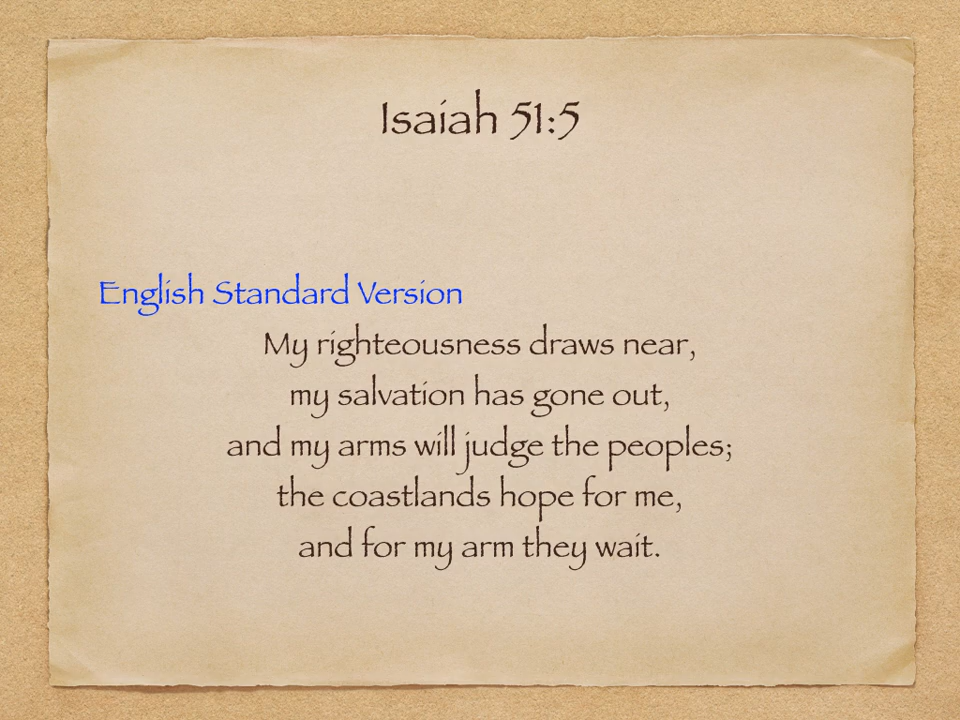 Isaiah 51:5
English Standard Version
My righteousness draws near,
my salvation has gone out,
and my arms will judge the peoples;
the coastlands hope for me,
and for my arm they wait.